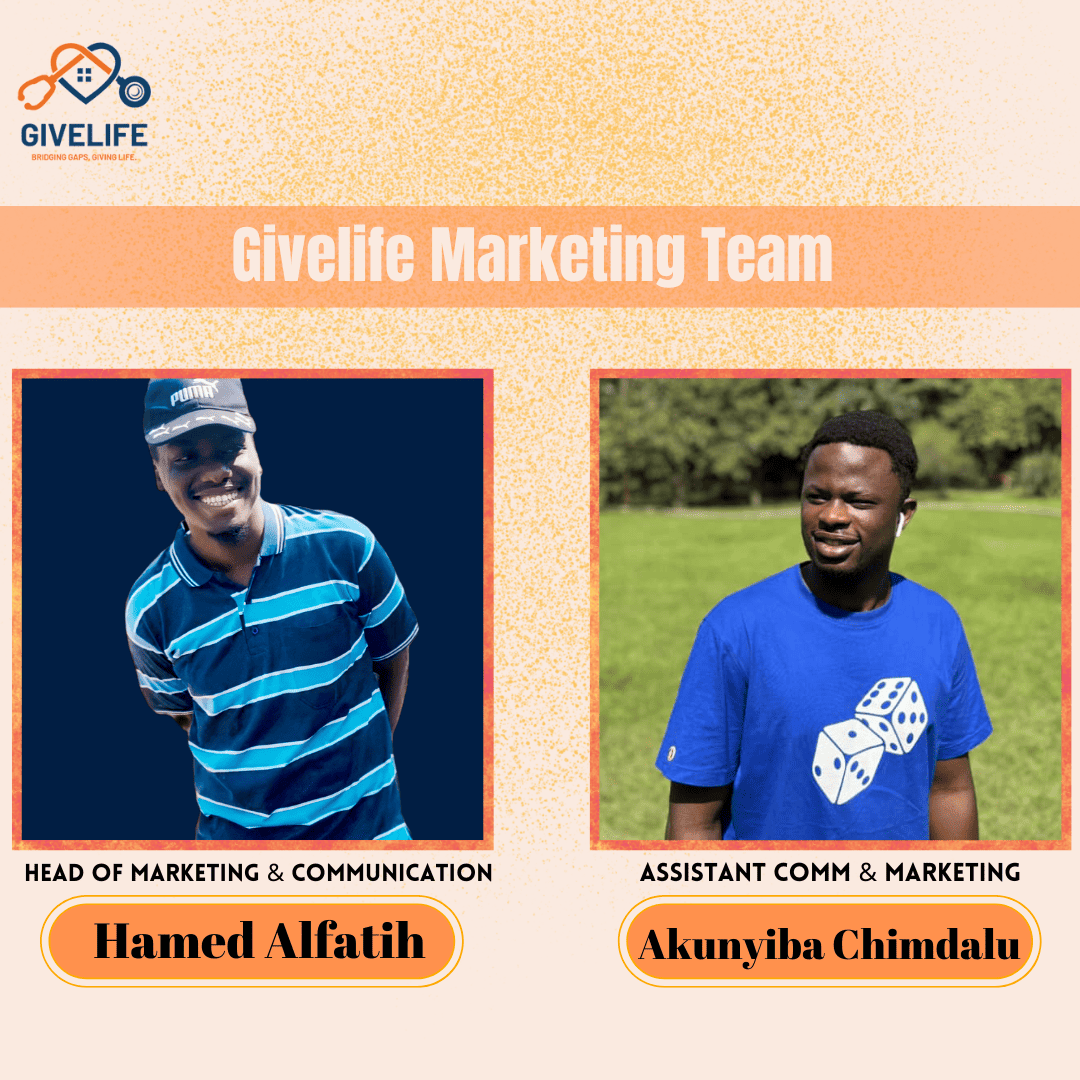 GIVELIFE
BRIDGING GAPS, GIVING LIFE..
Givelife Marketing Team
PUMA
HEAD OF MARKETING & COMMUNICATION
Hamed Alfatih
ASSISTANT COMM & MARKETING
Akunyiba Chimdalu